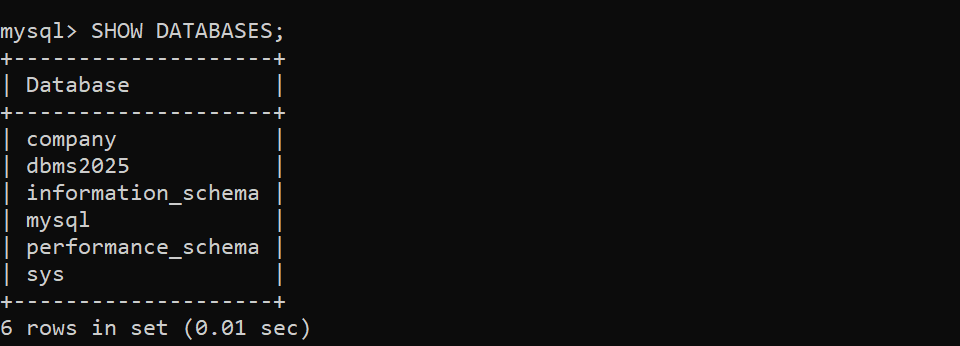 mysql> SHOW DATABASES;
+--------------------+
| Database           |
+--------------------+
| company            |
| dbms2025           |
| information_schema |
| mysql              |
| performance_schema |
| sys                |
+--------------------+
6 rows in set (0.01 sec)